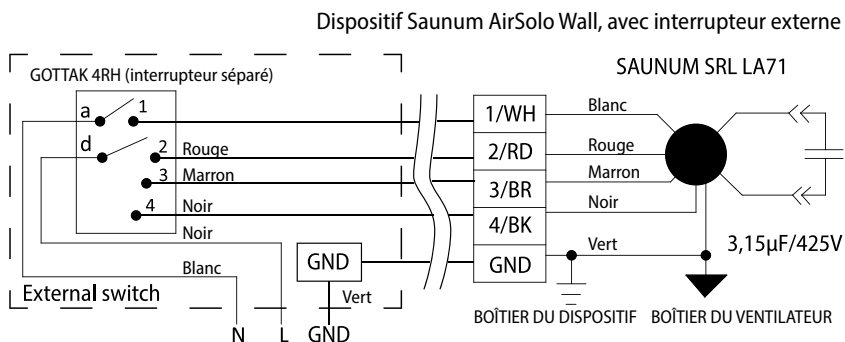 Dispositif Saunum AirSolo Wall, avec interrupteur externe
GOTTAK 4RH (interrupteur séparé)
SAUNUM SRL LA71
a
1
d
2
Rouge
3
Marron
4
Noir
Noir
Blanc
External switch
N
L
GND
GND
Vert
1/WH
2/RD
3/BR
4/BK
GND
Blanc
Rouge
Marron
Noir
Vert
3,15µF/425V
BOÎTIER DU DISPOSITIF
BOÎTIER DU VENTILATEUR